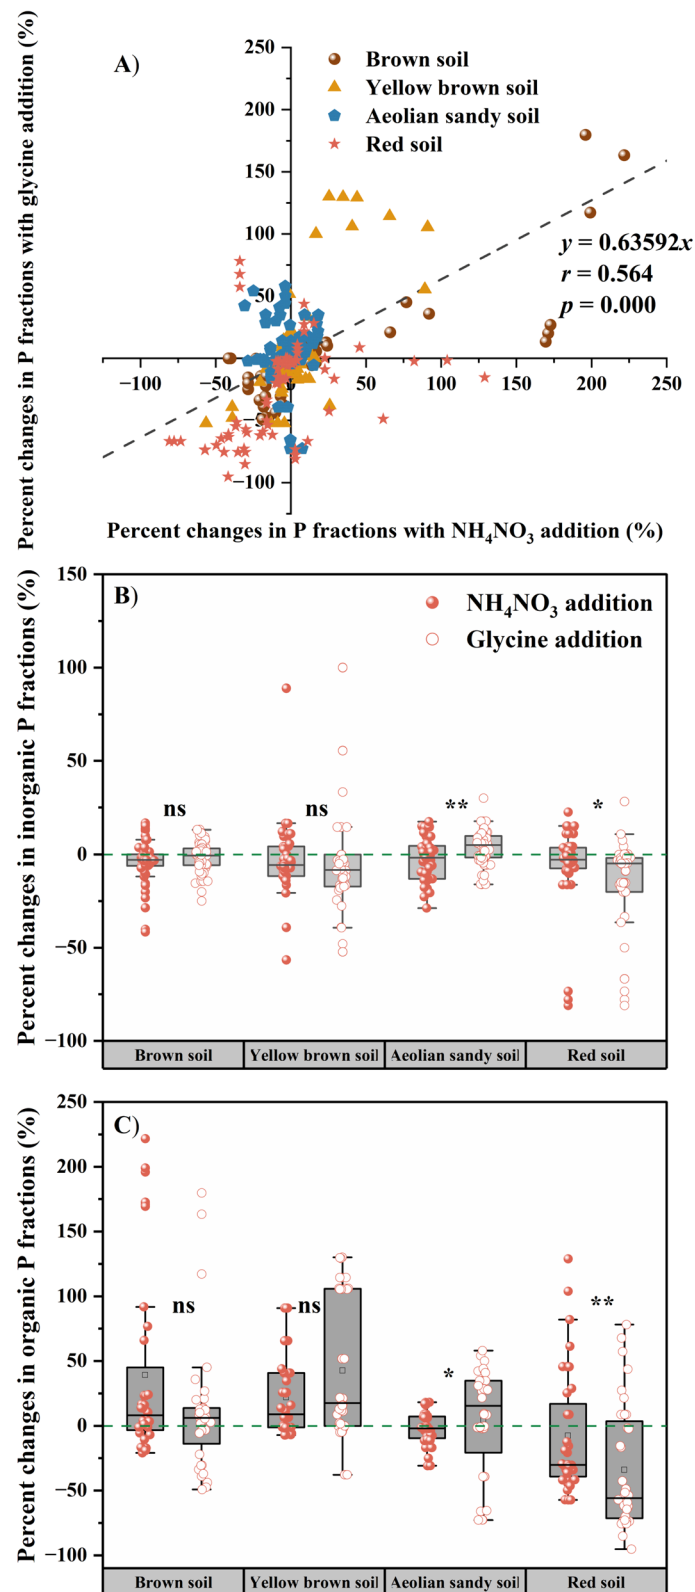 A)
Brown soil
Yellow brown soil
Aeolian sandy soil
Red soil
Percent changes in P fractions with glycine addition (%)
250
200
150
100
50
−50
−100
y = 0.63592x
r = 0.564
p = 0.000
−100 −50 0 50 100 150 200 250
Percent changes in P fractions with NH4NO3 addition (%)
B)
NH4NO3 addition
Glycine addition
Percent changes in inorganic P fractions (%)
150
100
50
0
−50
−100
ns
ns
**
*
Brown soil Yellow brown soil Aeolian sandy soil Red soil
C)
Percent changes in organic P fractions (%)
250
200
150
100
50
0
−50
−100
ns
ns
*
**
Brown soil Yellow brown soil Aeolian sandy soil Red soil